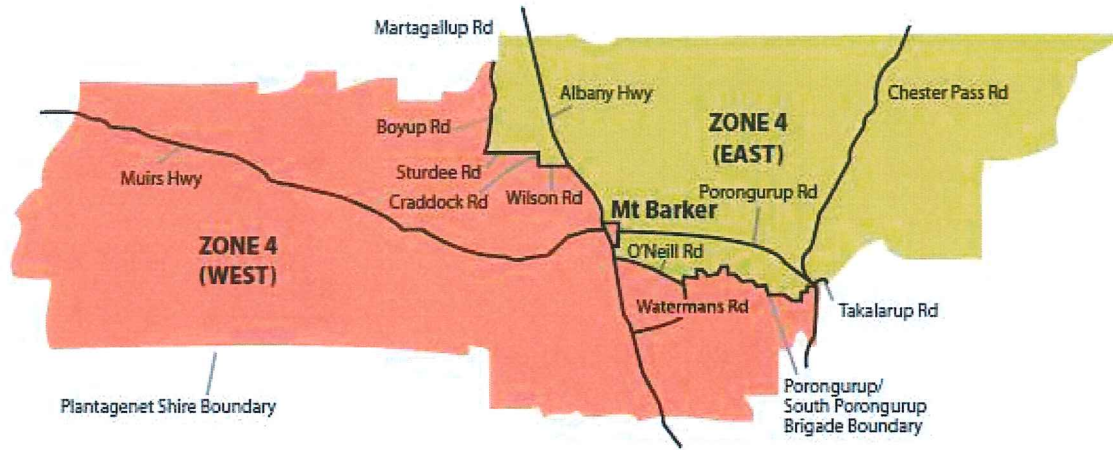 Martagallup Rd
Albany Hwy
Chester Pass Rd
Boyup Rd
ZONE 4
(EAST)
Muirs Hwy
Sturdee Rd
Craddock Rd
Wilson Rd
Porongurup Rd
Mt Barker
ZONE 4
(WEST)
O'Neill Rd
Watermans Rd
Takalarup Rd
Plantagenet Shire Boundary
Porongurup/
South Porongurup
Brigade Boundary